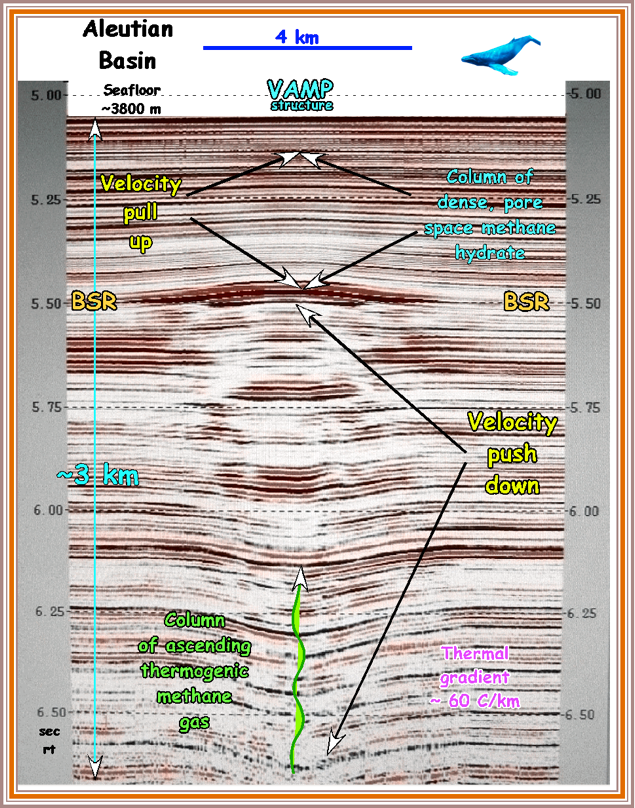 Aleutian
Basin
4 km
Seafloor
~3800 m
VAMP
structure
5.00
5.00
Velocity
pull
up
Column of
dense, pore
space methane
hydrate
5.25
5.25
BSR
BSR
5.50
5.50
5.75
5.75
Velocity
push
down
~3 km
6.00
6.00
6.25
6.25
Column
of ascending
thermogenic
methane
gas
Thermal
gradient
~ 60 C/km
6.50
6.50
sec
rt